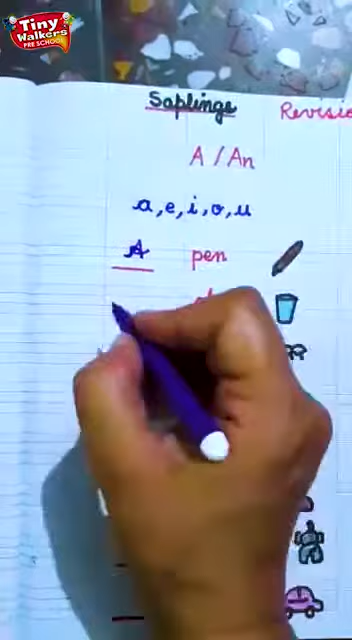 Tiny
Walkers
PRE SCHOOL
Saplings Revisio
A / An
a, e, i, o, u
A pen